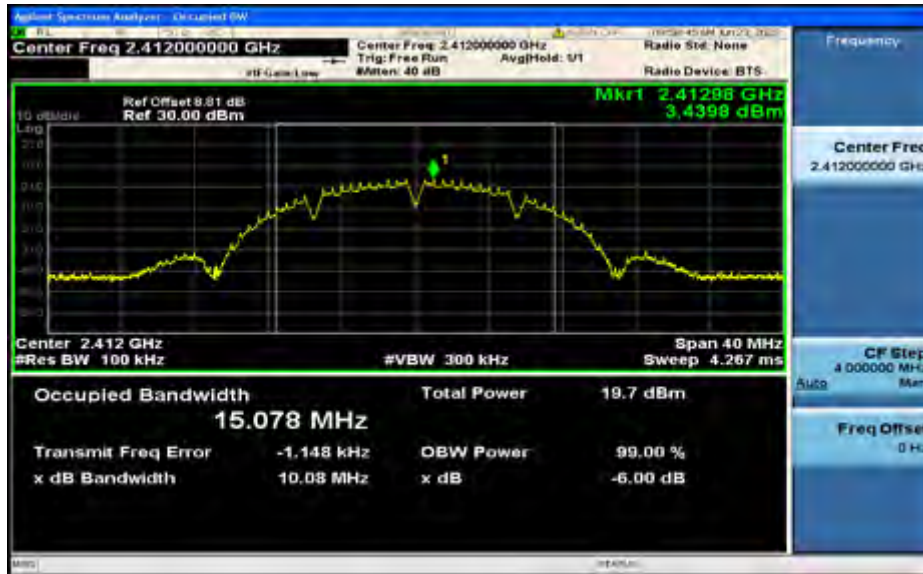 Agilent Spectrum Analyzer - Occupied BW
Center Freq 2.412000000 GHz
Center Freq: 2.412000000 GHz
Radio Std: None
Trig: Free Run
Avg|Hold: 1/1
#IFGain:Low
#Atten: 40 dB
Radio Device: BTS
Mkr1 2.41298 GHz
3.4398 dBm
Ref Offset 8.81 dB
10 dB/div
Ref 30.00 dBm
Log
1
Center 2.412 GHz
Span 40 MHz
#Res BW 100 kHz
#VBW 300 kHz
Sweep 4.267 ms
Occupied Bandwidth
15.078 MHz
Total Power
19.7 dBm
Transmit Freq Error
-1.148 kHz
OBW Power
99.00 %
x dB Bandwidth
10.08 MHz
x dB
-6.00 dB
Frequency
Center Freq
2.412000000 GHz
CF Step
4.000000 MHz
Auto
Man
Freq Offset
0 Hz
MSG
STATUS